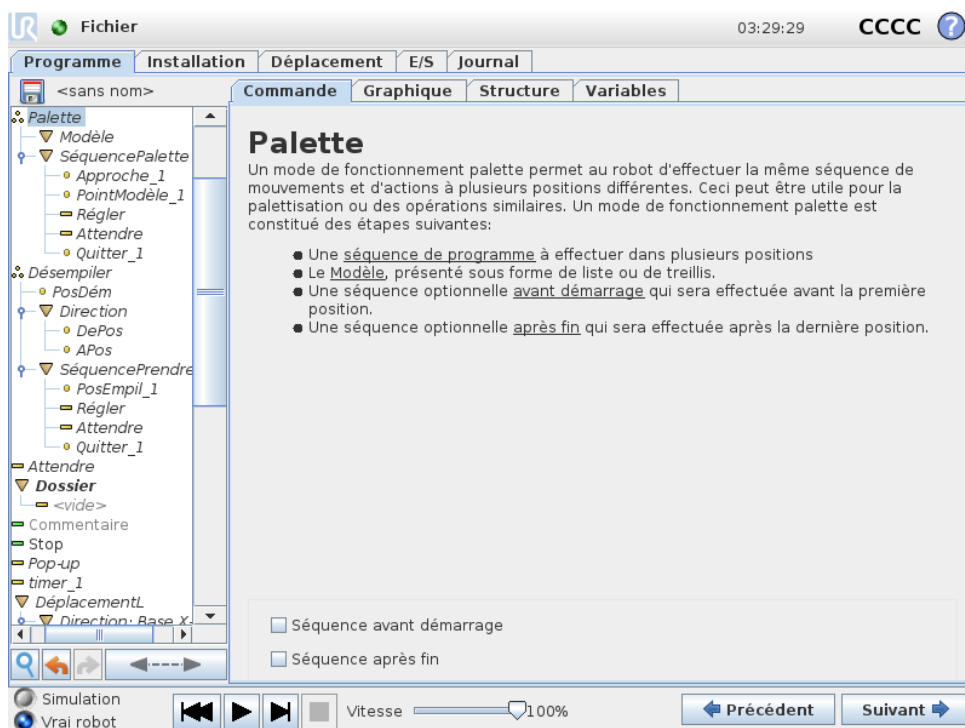 UR Fichier 03:29:29 CCCC ?
Programme Installation Déplacement E/S Journal
<sans nom>
Commande Graphique Structure Variables
Palette
Modèle
SéquencePalette
Approche_1
PointModèle_1
Régler
Attendre
Quitter_1
Désempiler
PosDém
Direction
DePos
APos
SéquencePrendre
PosEmpil_1
Régler
Attendre
Quitter_1
Attendre
Dossier
<vide>
Commentaire
Stop
Pop-up
timer_1
DéplacementL
Direction: Base X-
Palette
Un mode de fonctionnement palette permet au robot d'effectuer la même séquence de
mouvements et d'actions à plusieurs positions différentes. Ceci peut être utile pour la
palettisation ou des opérations similaires. Un mode de fonctionnement palette est
constitué des étapes suivantes:
● Une séquence de programme à effectuer dans plusieurs positions
● Le Modèle, présenté sous forme de liste ou de treillis.
● Une séquence optionnelle avant démarrage qui sera effectuée avant la première
position.
● Une séquence optionnelle après fin qui sera effectuée après la dernière position.
Séquence avant démarrage
Séquence après fin
Simulation
Vrai robot
Vitesse 100%
Précédent Suivant